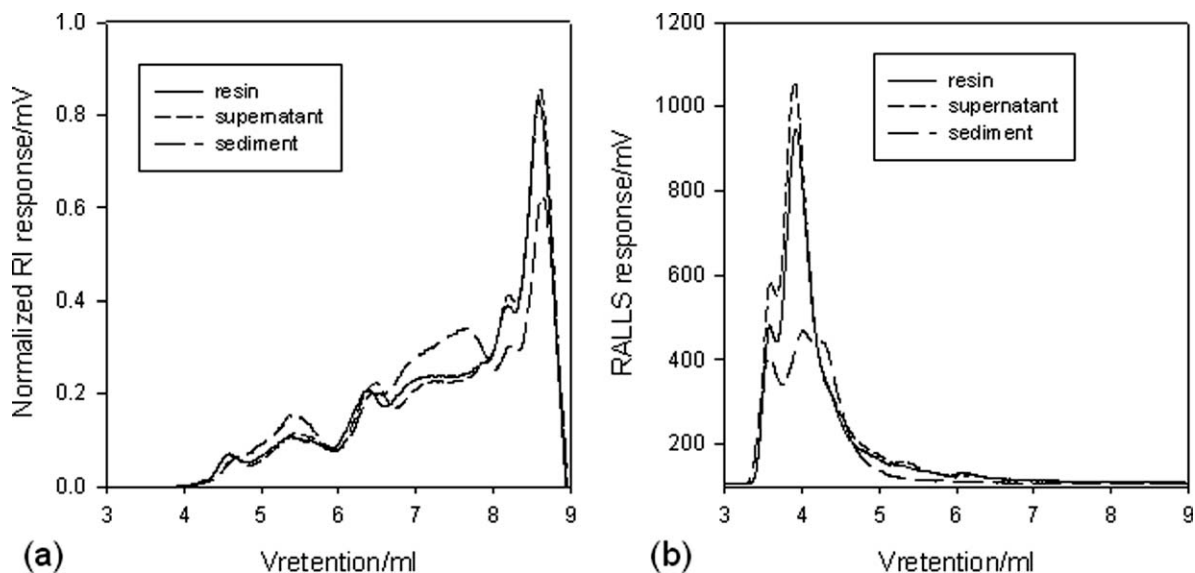 1.0
0.8
0.6
0.4
0.2
0.0
Normalized RI response/mV
resin
supernatant
sediment
3 4 5 6 7 8 9
(a)
Vretention/ml
1200
1000
800
600
400
200
RALLS response/mV
resin
supernatant
sediment
3 4 5 6 7 8 9
(b)
Vretention/ml